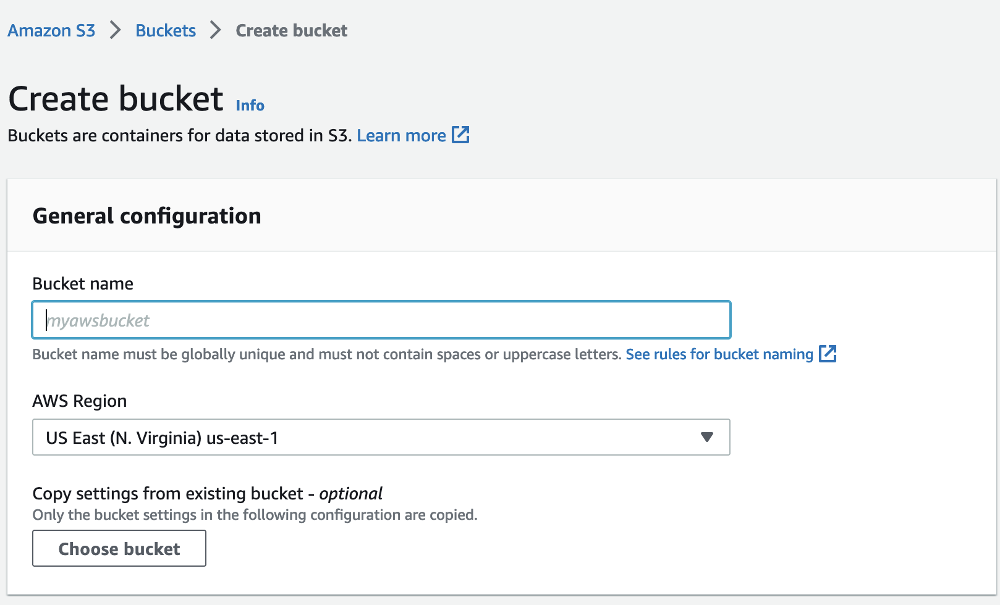 Amazon S3 > Buckets > Create bucket
Create bucket Info
Buckets are containers for data stored in S3. Learn more
General configuration
Bucket name
myawsbucket
Bucket name must be globally unique and must not contain spaces or uppercase letters. See rules for bucket naming
AWS Region
US East (N. Virginia) us-east-1
Copy settings from existing bucket - optional
Only the bucket settings in the following configuration are copied.
Choose bucket